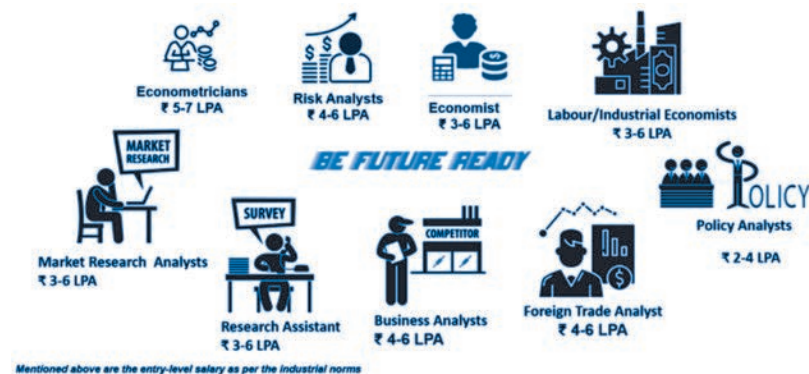 Econometricians
₹ 5-7 LPA
Risk Analysts
₹ 4-6 LPA
Economist
₹ 3-6 LPA
Labour/Industrial Economists
₹ 3-6 LPA
BE FUTURE READY
MARKET
RESEARCH
Market Research Analysts
₹ 3-6 LPA
SURVEY
Research Assistant
₹ 3-6 LPA
COMPETITOR
Business Analysts
₹ 4-6 LPA
Foreign Trade Analyst
₹ 4-6 LPA
POLICY
Policy Analysts
₹ 2-4 LPA
Mentioned above are the entry-level salary as per the industrial norms